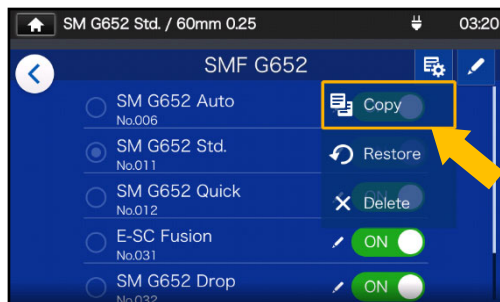 SM G652 Std. / 60mm 0.25 03:20
SMF G652
SM G652 Auto
No.006
Copy
SM G652 Std.
No.011
Restore
SM G652 Quick
No.012
ON
Delete
E-SC Fusion
No.031
ON
SM G652 Drop
No.032
ON